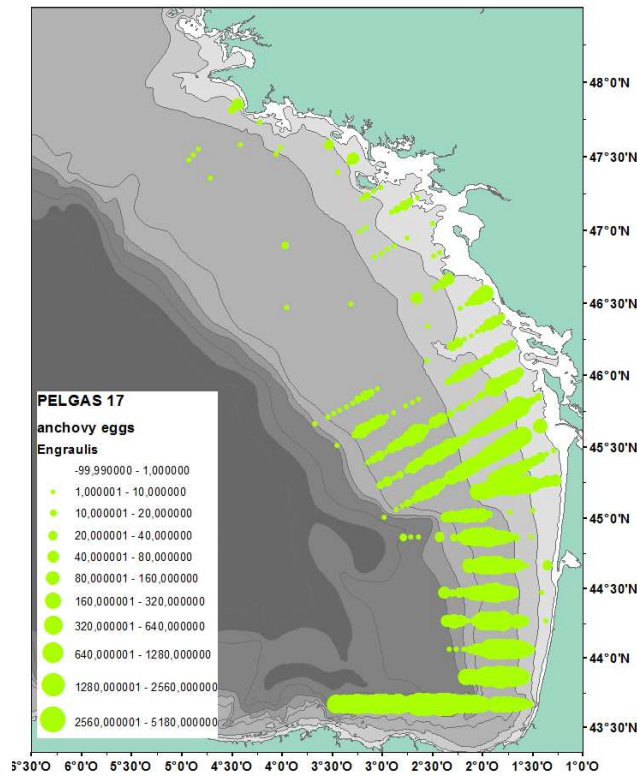 48°0'N
47°30'N
47°0'N
46°30'N
46°0'N
45°30'N
45°0'N
44°30'N
44°0'N
43°30'N
PELGAS 17
anchovy eggs
Engraulis
-99,990000 - 1,000000
1,000001 - 10,000000
10,000001 - 20,000000
20,000001 - 40,000000
40,000001 - 80,000000
80,000001 - 160,000000
160,000001 - 320,000000
320,000001 - 640,000000
640,000001 - 1280,000000
1280,000001 - 2560,000000
2560,000001 - 5180,000000
6°30'O 6°0'O 5°30'O 5°0'O 4°30'O 4°0'O 3°30'O 3°0'O 2°30'O 2°0'O 1°30'O 1°0'O